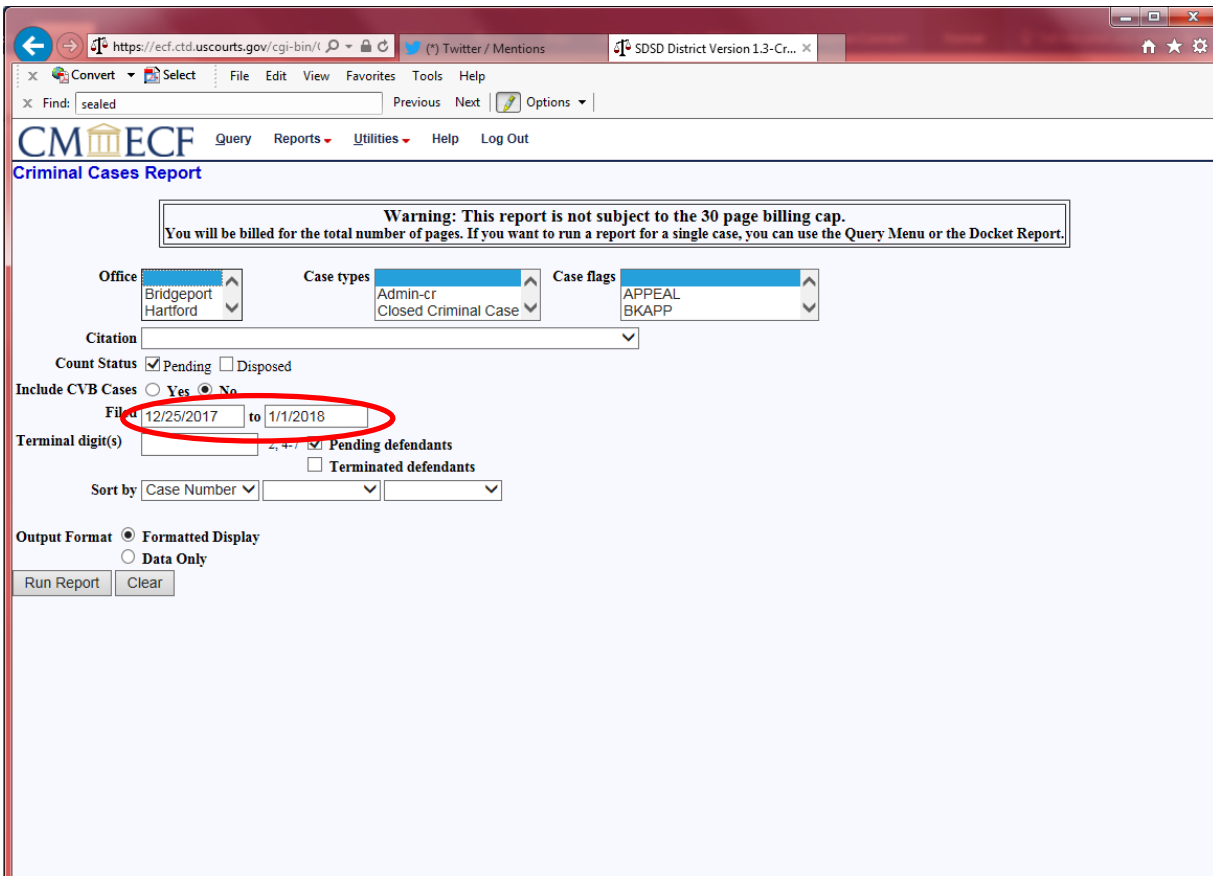 https://ecf.ctd.uscourts.gov/cgi-bin/( (*) Twitter / Mentions SDSD District Version 1.3-Cr...
x Convert Select File Edit View Favorites Tools Help
x Find: sealed Previous Next Options
CM ECF Query Reports Utilities Help Log Out
Criminal Cases Report
Warning: This report is not subject to the 30 page billing cap.
You will be billed for the total number of pages. If you want to run a report for a single case, you can use the Query Menu or the Docket Report.
Office Case types Case flags
Bridgeport Admin-cr APPEAL
Hartford Closed Criminal Case BKAPP
Citation
Count Status Pending Disposed
Include CVB Cases Yes No
Filed 12/25/2017 to 1/1/2018
Terminal digit(s) 2, 4-7 Pending defendants
Terminated defendants
Sort by Case Number
Output Format Formatted Display
Data Only
Run Report Clear